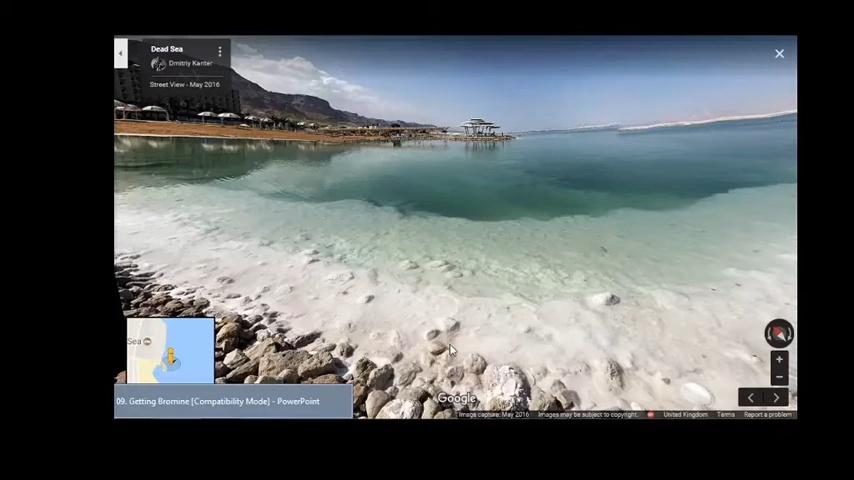 Dead Sea
Dmitriy Kanter
Street View - May 2016
Sea
09. Getting Bromine [Compatibility Mode] - PowerPoint
Google
Image capture: May 2016 Images may be subject to copyright. United Kingdom Terms Report a problem